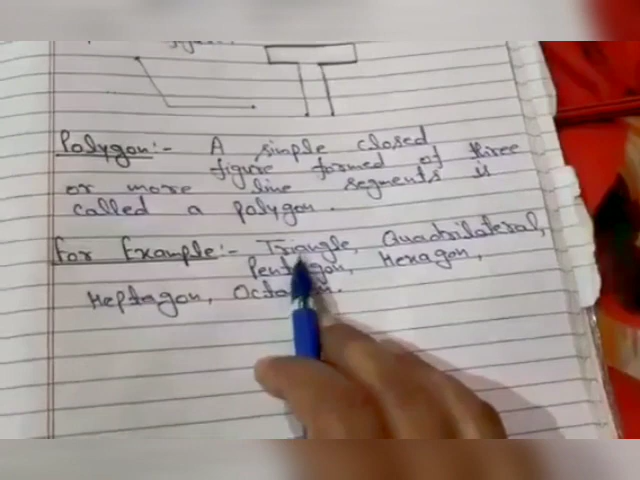 Polygon:- A simple closed
figure formed of three
or more line segments is
called a polygon.
For Example:- Triangle, Quadrilateral,
Pentagon, Hexagon,
Heptagon, Octagon.